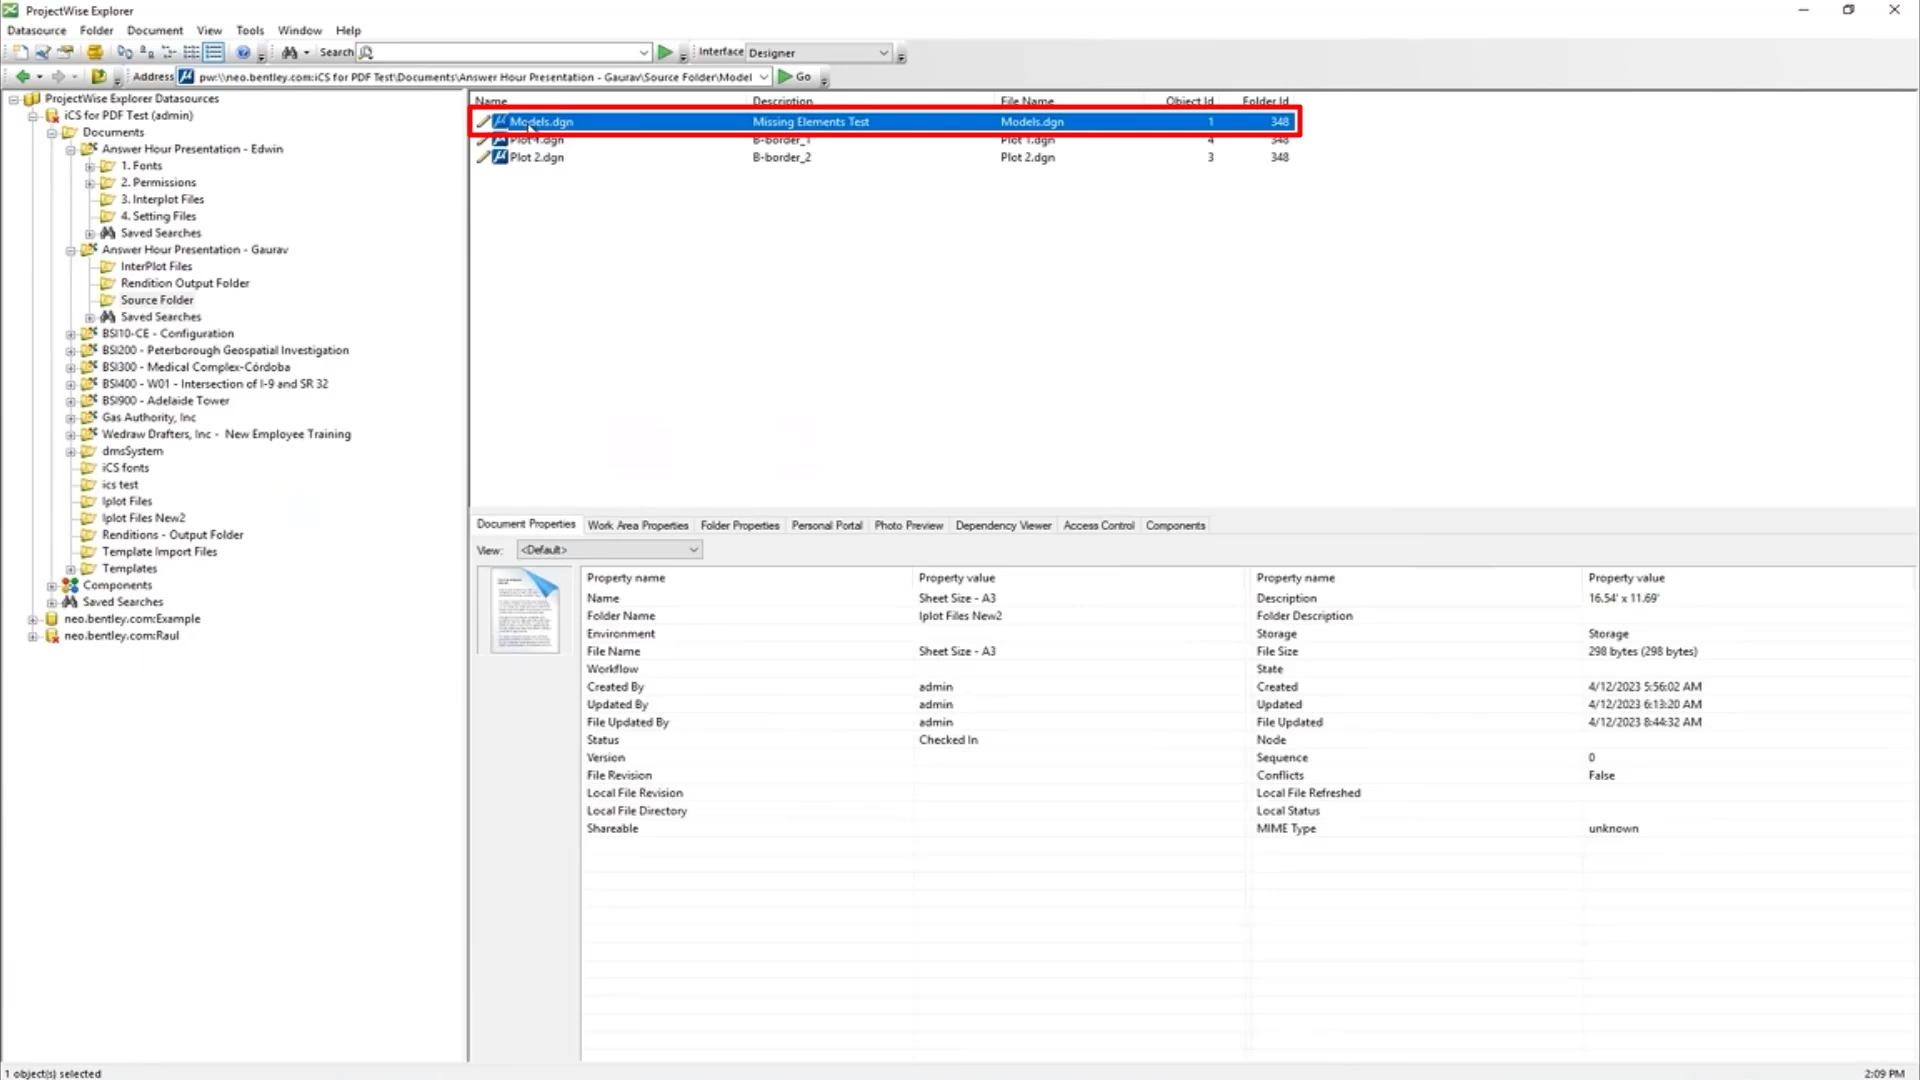 ProjectWise Explorer
Datasource Folder Document View Tools Window Help
Search Interface Designer
Address pw:\\neo.bentley.com:iCS for PDF Test\Documents\Answer Hour Presentation - Gaurav\Source Folder\Model Go
ProjectWise Explorer Datasources
iCS for PDF Test (admin)
Documents
Answer Hour Presentation - Edwin
1. Fonts
2. Permissions
3. Interplot Files
4. Setting Files
Saved Searches
Answer Hour Presentation - Gaurav
InterPlot Files
Rendition Output Folder
Source Folder
Saved Searches
BSI10-CE - Configuration
BSI200 - Peterborough Geospatial Investigation
BSI300 - Medical Complex-Córdoba
BSI400 - W01 - Intersection of I-9 and SR 32
BSI900 - Adelaide Tower
Gas Authority, Inc
Wedraw Drafters, Inc - New Employee Training
dmsSystem
iCS fonts
ics test
Iplot Files
Iplot Files New2
Renditions - Output Folder
Template Import Files
Templates
Components
Saved Searches
neo.bentley.com:Example
neo.bentley.com:Raul
Name Description File Name Object Id Folder Id
Models.dgn Missing Elements Test Models.dgn 1 348
Plot 1.dgn B-border_1 Plot 1.dgn 4 348
Plot 2.dgn B-border_2 Plot 2.dgn 3 348
Document Properties Work Area Properties Folder Properties Personal Portal Photo Preview Dependency Viewer Access Control Components
View: <Default>
Property name Property value Property name Property value
Name Sheet Size - A3 Description 16.54' x 11.69'
Folder Name Iplot Files New2 Folder Description
Environment Storage Storage
File Name Sheet Size - A3 File Size 298 bytes (298 bytes)
Workflow State
Created By admin Created 4/12/2023 5:56:02 AM
Updated By admin Updated 4/12/2023 6:13:20 AM
File Updated By admin File Updated 4/12/2023 8:44:32 AM
Status Checked In Node
Version Sequence 0
File Revision Conflicts False
Local File Revision Local File Refreshed
Local File Directory Local Status
Shareable MIME Type unknown
1 object(s) selected
2:09 PM